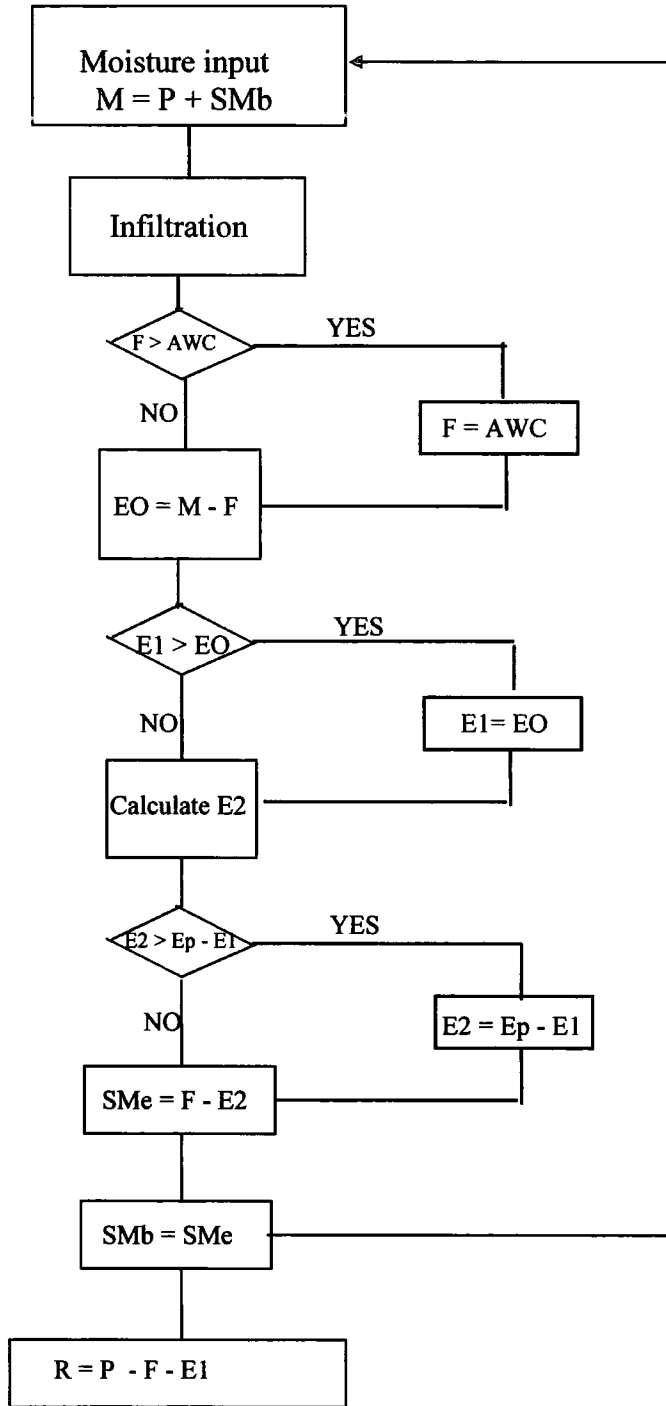 Moisture input
M = P + SMb
Infiltration
F > AWC
YES
NO
F = AWC
EO = M - F
E1 > EO
YES
NO
E1= EO
Calculate E2
E2 > Ep - E1
YES
NO
E2 = Ep - E1
SMe = F - E2
SMb = SMe
R = P - F - E1